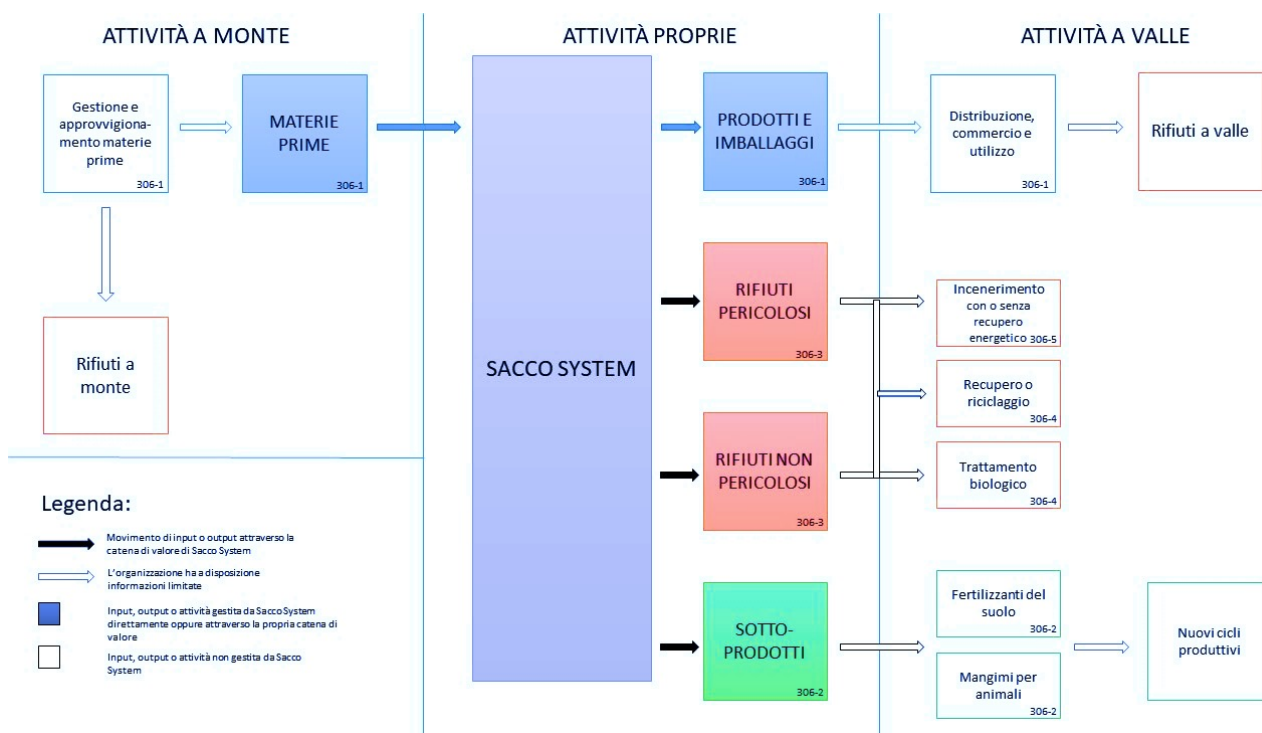 ATTIVITÀ A MONTE
Gestione e
approvvigiona-
mento materie
prime
306-1
MATERIE
PRIME
306-1
Rifiuti a
monte
ATTIVITÀ PROPRIE
SACCO SYSTEM
PRODOTTI E
IMBALLAGGI
306-1
RIFIUTI
PERICOLOSI
306-3
RIFIUTI NON
PERICOLOSI
306-3
SOTTO-
PRODOTTI
306-2
ATTIVITÀ A VALLE
Distribuzione,
commercio e
utilizzo
306-1
Rifiuti a valle
Incenerimento
con o senza
recupero
energetico 306-5
Recupero o
riciclaggio
306-4
Trattamento
biologico
306-4
Fertilizzanti del
suolo
306-2
Mangimi per
animali
306-2
Nuovi cicli
produttivi
Legenda:
Movimento di input o output attraverso la
catena di valore di Sacco System
L'organizzazione ha a disposizione
informazioni limitate
Input, output o attività gestita da Sacco System
direttamente oppure attraverso la propria catena di
valore
Input, output o attività non gestita da Sacco
System